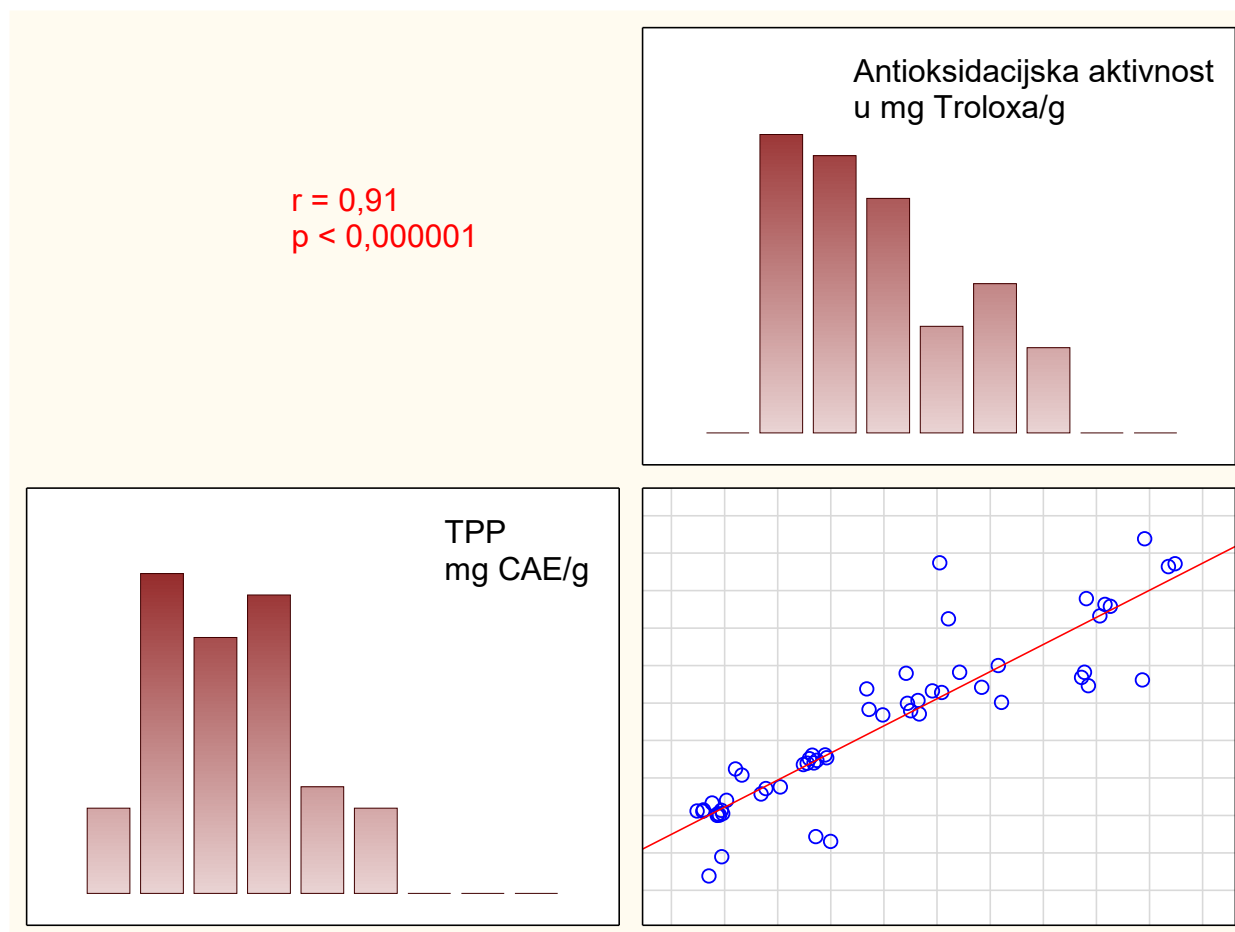 Antioksidacijska aktivnost
u mg Troloxa/g
r = 0,91
p < 0,000001
TPP
mg CAE/g